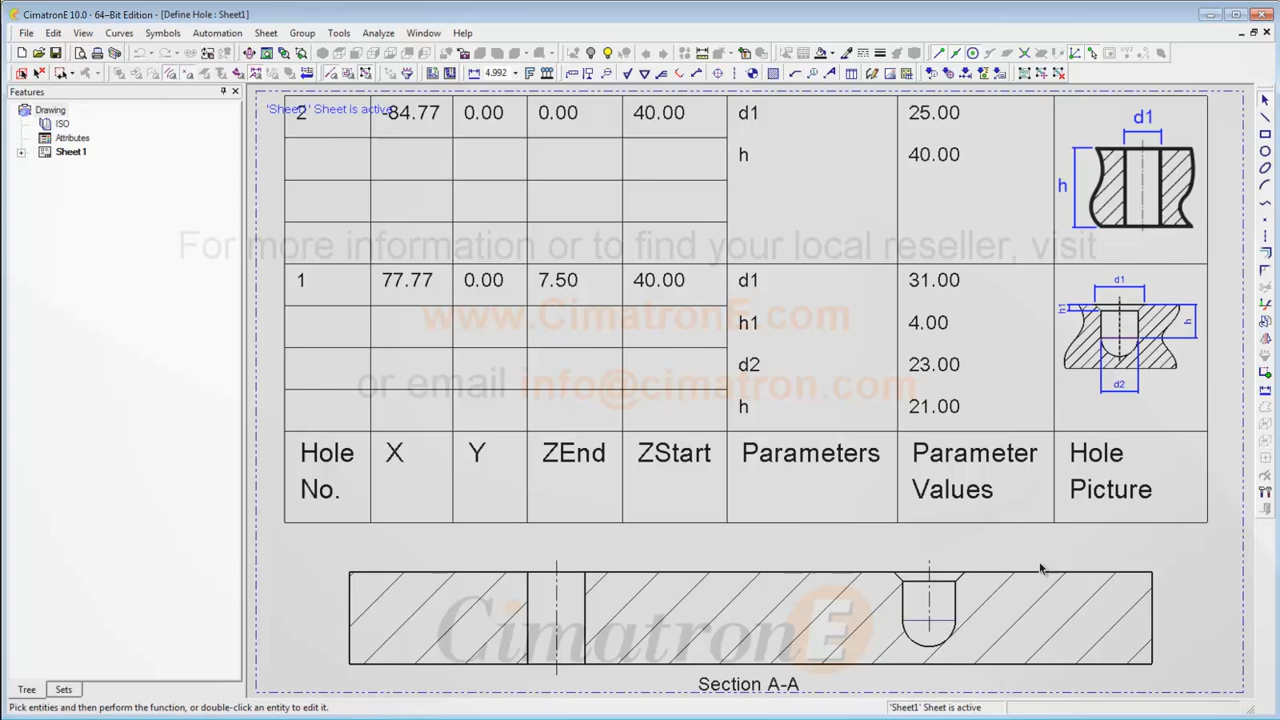 CimatronE 10.0 - 64-Bit Edition - [Define Hole : Sheet1]
File Edit View Curves Symbols Automation Sheet Group Tools Analyze Window Help
4.992
Features
Drawing
ISO
Attributes
Sheet1
'Sheet1' Sheet is active
2 -84.77 0.00 0.00 40.00 d1 25.00
h 40.00
d1
h
For more information or to find your local reseller, visit
1 77.77 0.00 7.50 40.00 d1 31.00
h1 4.00
d2 23.00
h 21.00
d1
h1
h
d2
www.CimatronE.com
or email info@cimatron.com
Hole No. X Y ZEnd ZStart Parameters Parameter Values Hole Picture
CimatronE
Section A-A
Tree Sets
Pick entities and then perform the function, or double-click an entity to edit it.
'Sheet1' Sheet is active